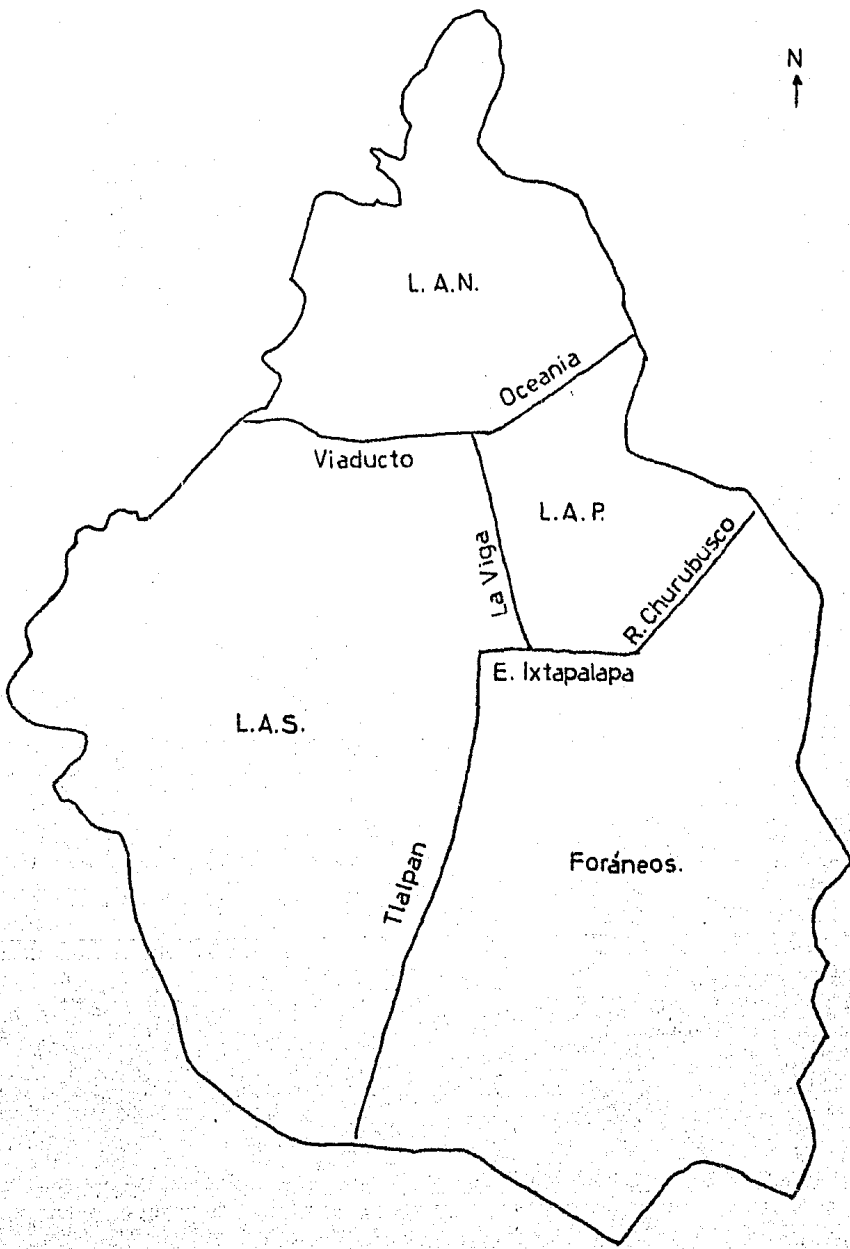 N
L. A.N.
Oceania
Viaducto
L.A.P.
La Viga
R. Churubusco
E. Ixtapalapa
L.A.S.
Tlalpan
Foráneos.